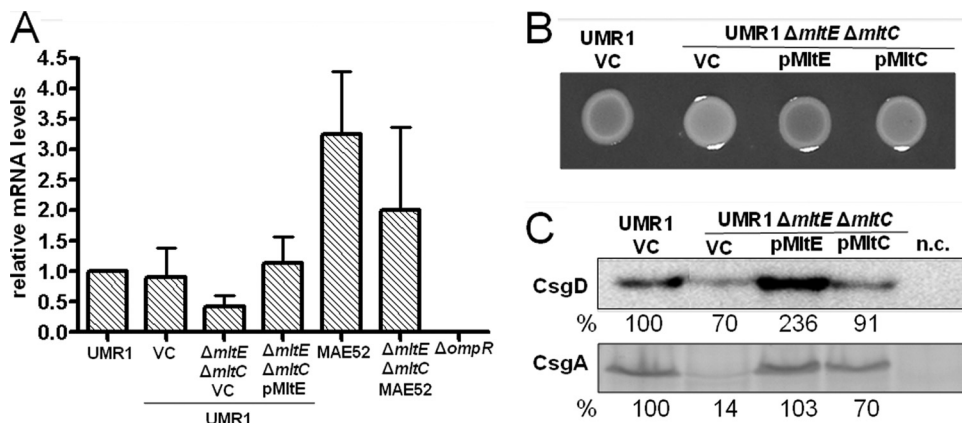 A
relative mRNA levels
4.5
4.0
3.5
3.0
2.5
2.0
1.5
1.0
0.5
0.0
UMR1
VC
ΔmltE
ΔmltC
VC
ΔmltE
ΔmltC
pMltE
MAE52
ΔmltE
ΔmltC
MAE52
ΔompR
UMR1
B
UMR1
VC
UMR1 ΔmltE ΔmltC
VC pMltE pMltC
C
UMR1
VC
UMR1 ΔmltE ΔmltC
VC pMltE pMltC n.c.
CsgD
% 100 70 236 91
CsgA
% 100 14 103 70